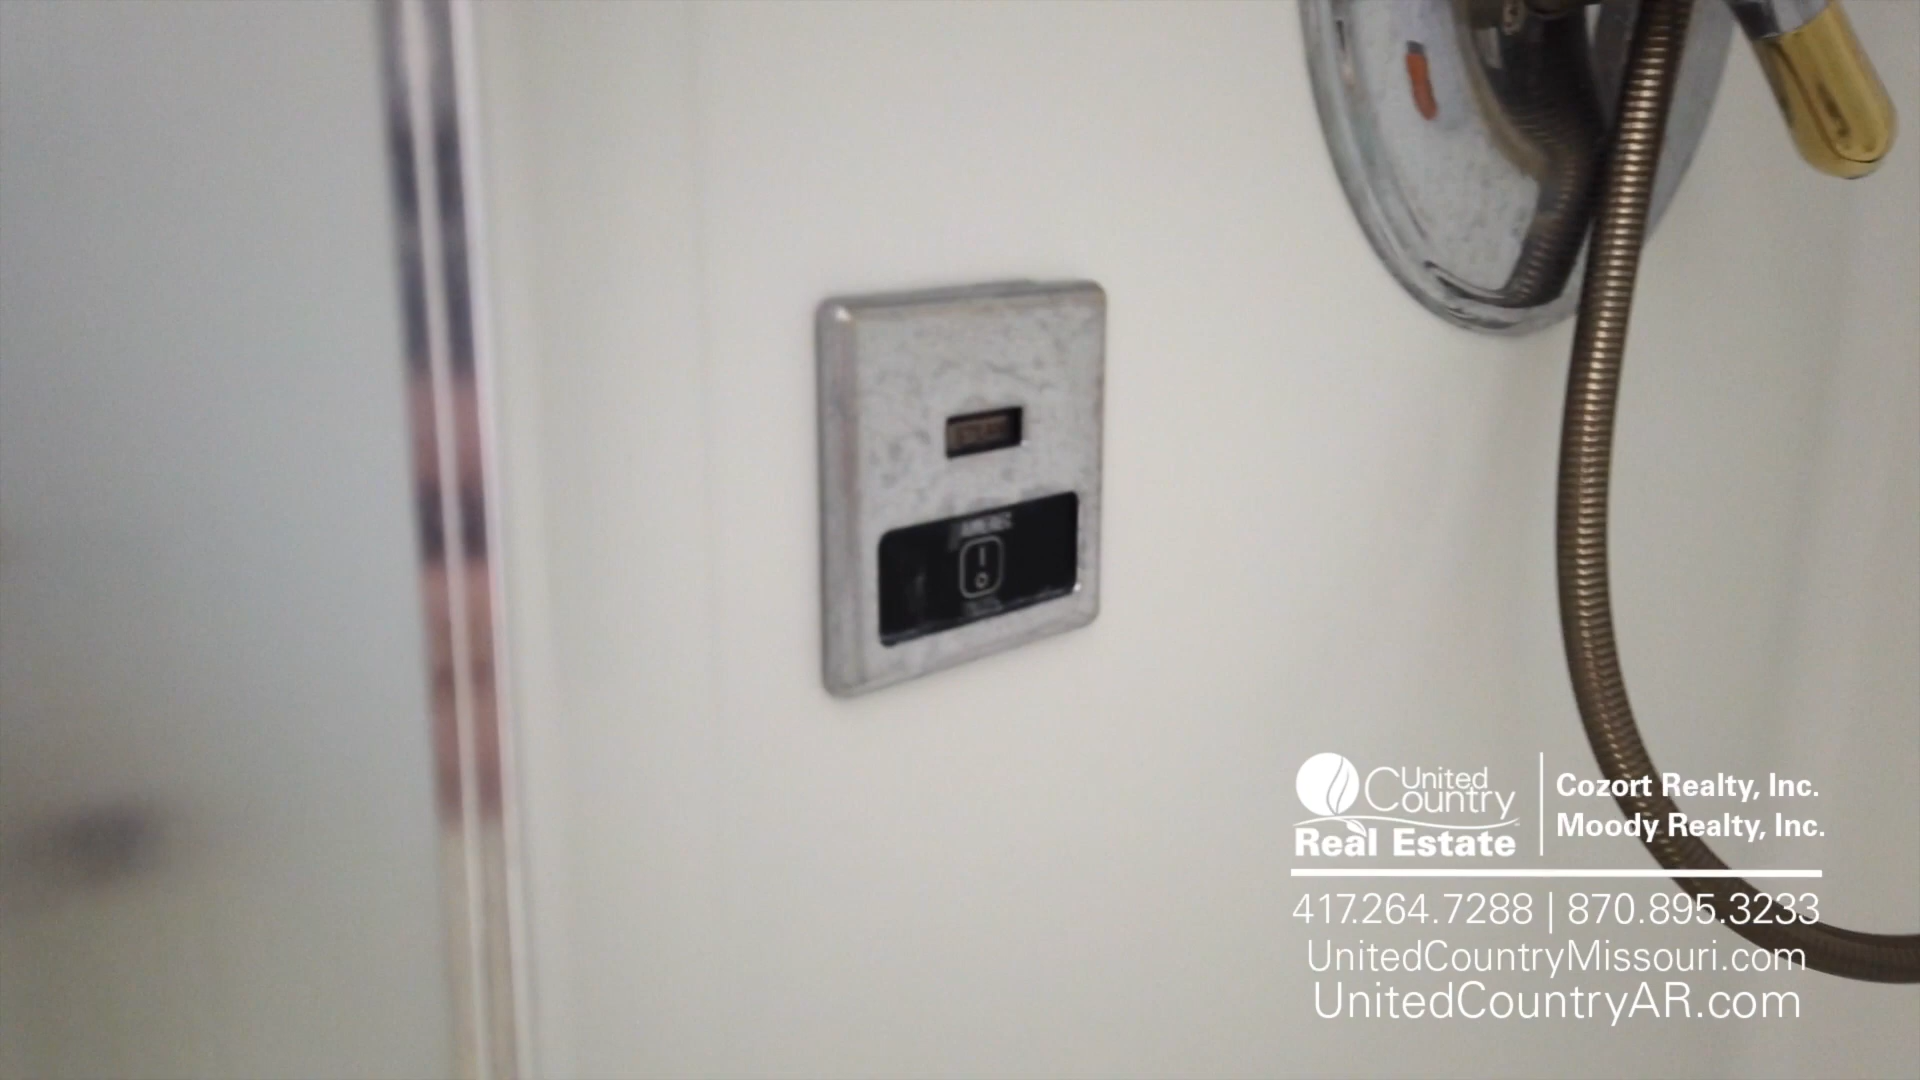 AMEREC
United
Country
Real Estate
Cozort Realty, Inc.
Moody Realty, Inc.
417.264.7288 | 870.895.3233
UnitedCountryMissouri.com
UnitedCountryAR.com